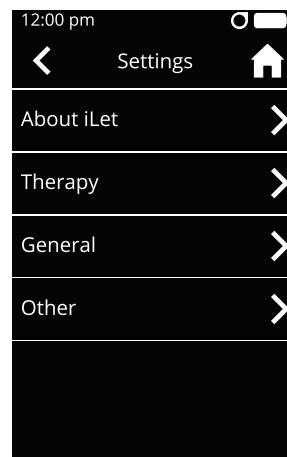 12:00 pm
Settings
About iLet
Therapy
General
Other